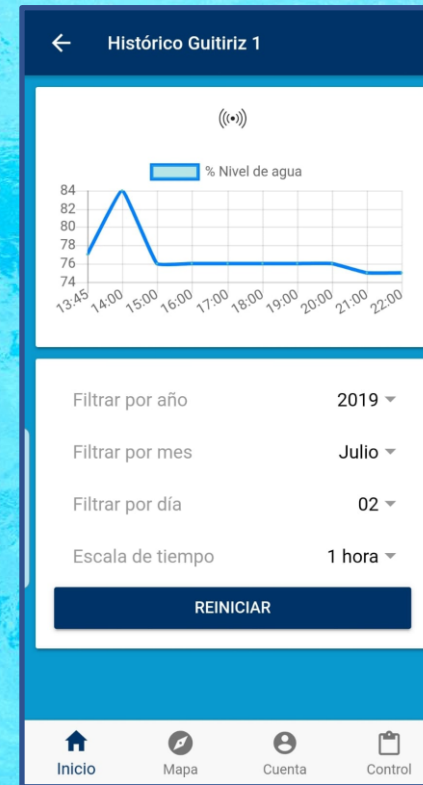 Histórico Guitiriz 1
% Nivel de agua
84
82
80
78
76
74
13:45 14:00 15:00 16:00 17:00 18:00 19:00 20:00 21:00 22:00
Filtrar por año 2019
Filtrar por mes Julio
Filtrar por día 02
Escala de tiempo 1 hora
REINICIAR
Inicio Mapa Cuenta Control